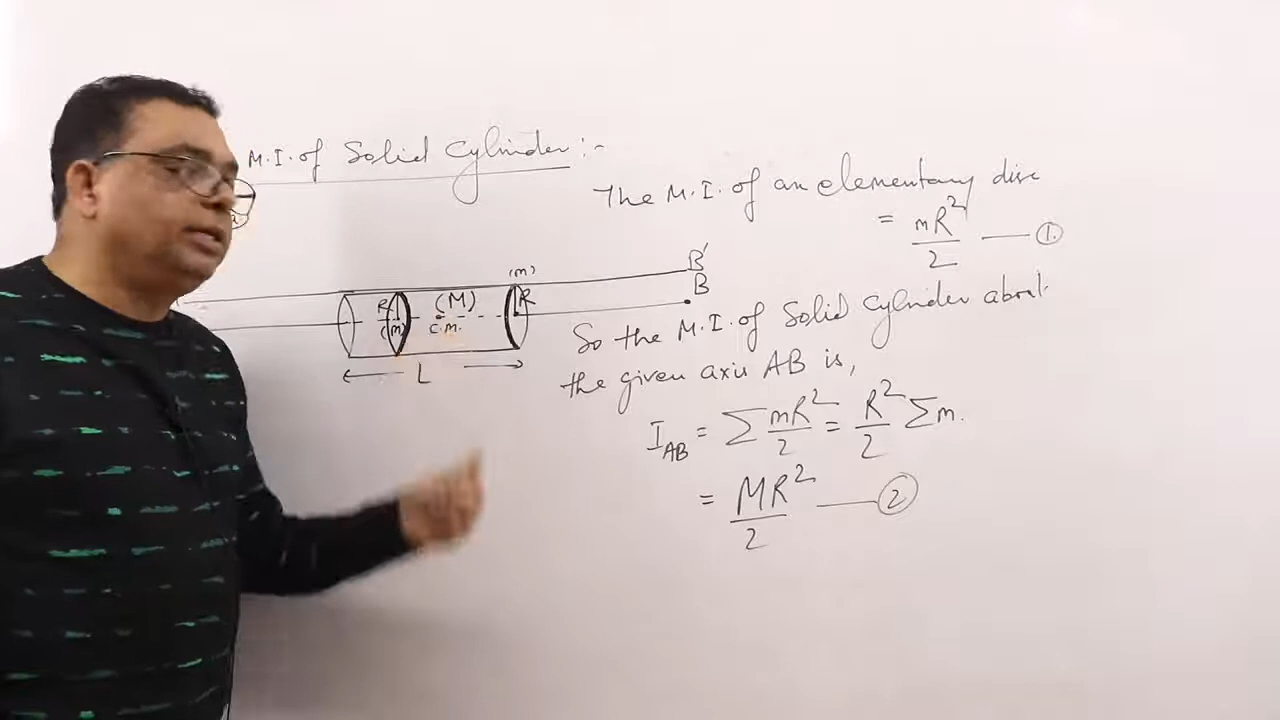 M.I. of Solid Cylinder :-
The M.I. of an elementary disc
= mR²/2 —— ①
B'
B
(m)
R (M) R
(m) C.M.
L
So the M.I. of Solid Cylinder about
the given axis AB is,
I_AB = Σ mR²/2 = R²/2 Σm.
= MR²/2 —— ②